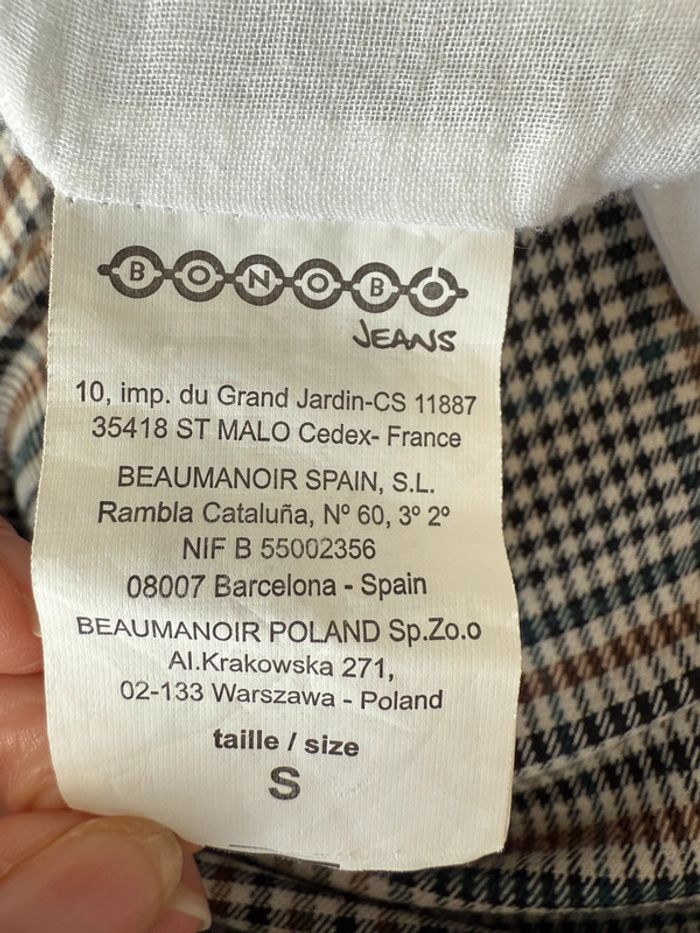 BONOBO
JEANS
10, imp. du Grand Jardin-CS 11887
35418 ST MALO Cedex- France
BEAUMANOIR SPAIN, S.L.
Rambla Cataluña, Nº 60, 3º 2º
NIF B 55002356
08007 Barcelona - Spain
BEAUMANOIR POLAND Sp.Zo.o
Al.Krakowska 271,
02-133 Warszawa - Poland
taille / size
S